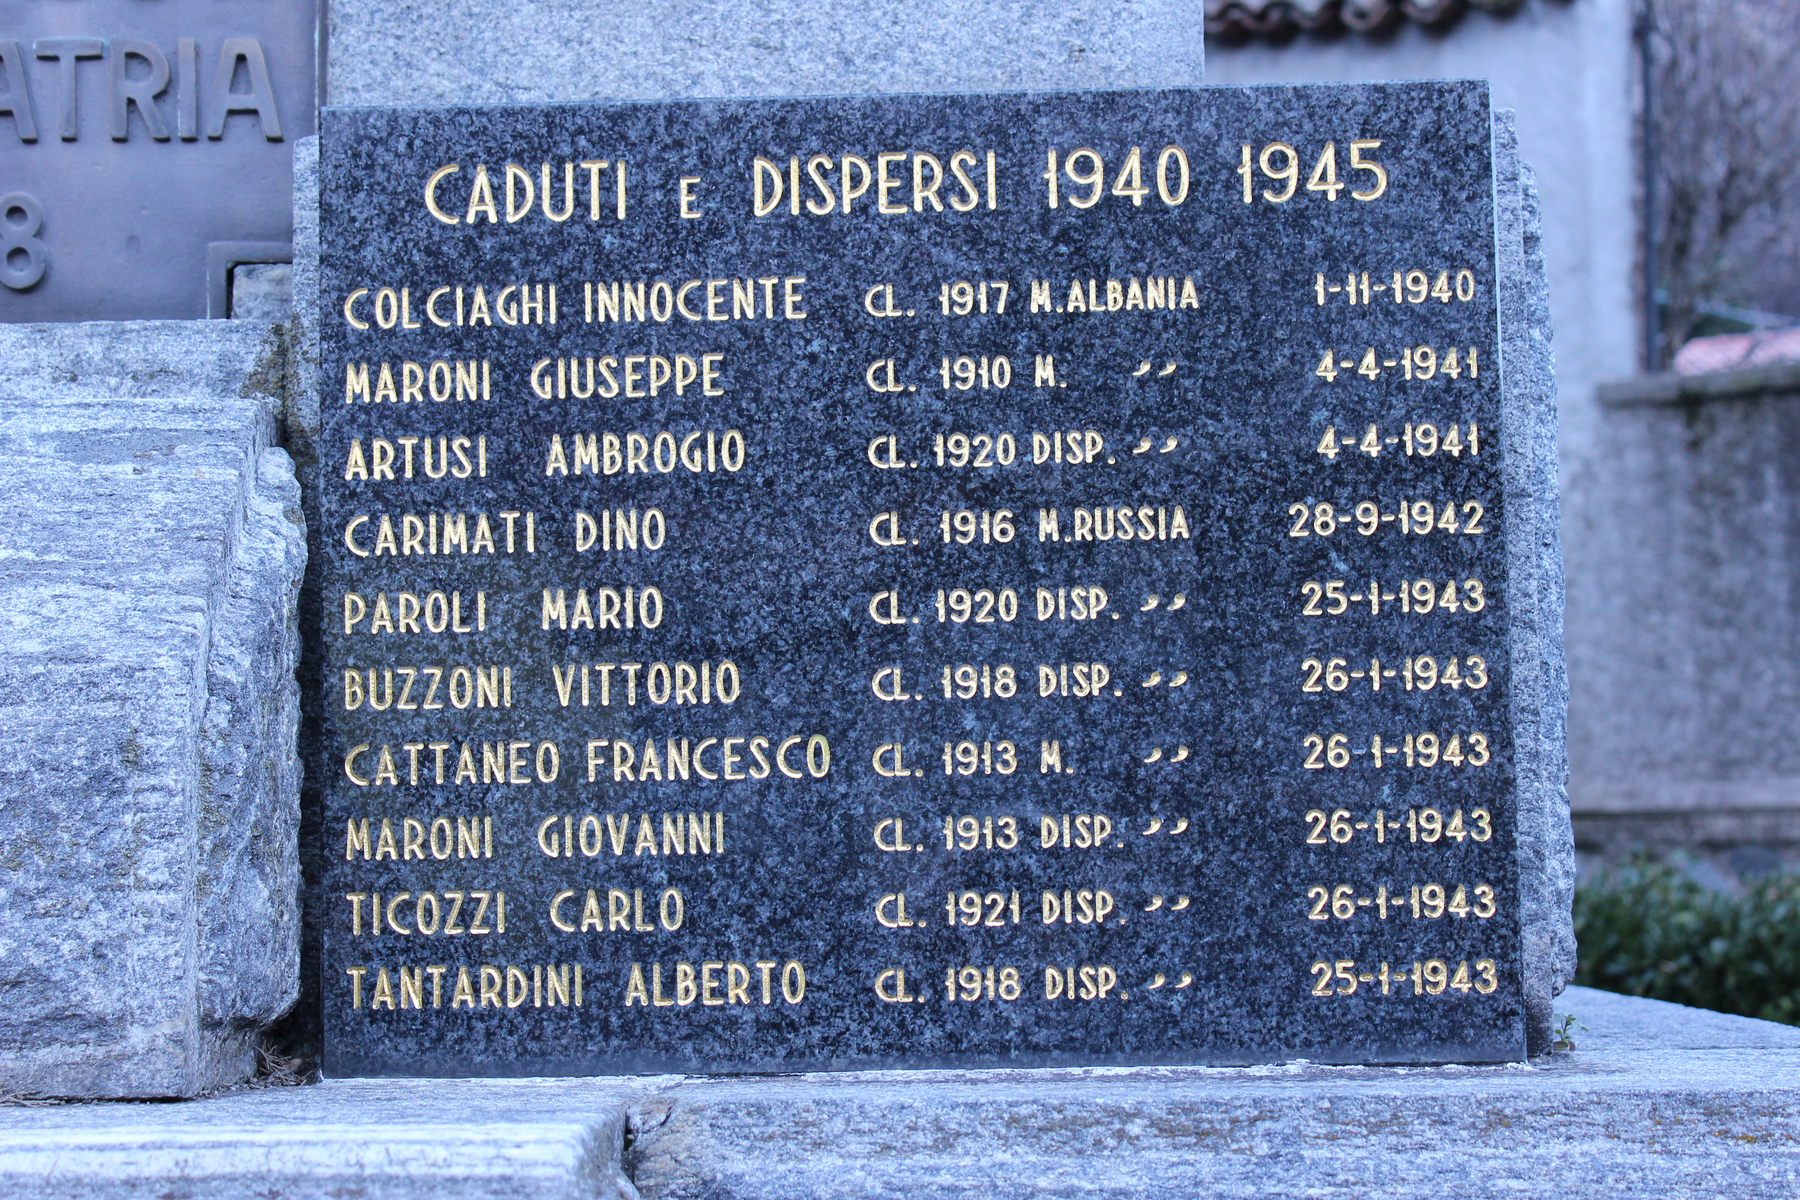 ATRIA
8
CADUTI E DISPERSI 1940 1945
COLCIAGHI INNOCENTE CL. 1917 M. ALBANIA 1-11-1940
MARONI GIUSEPPE CL. 1910 M. ,, 4-4-1941
ARTUSI AMBROGIO CL. 1920 DISP. ,, 4-4-1941
CARIMATI DINO CL. 1916 M. RUSSIA 28-9-1942
PAROLI MARIO CL. 1920 DISP. ,, 25-1-1943
BUZZONI VITTORIO CL. 1918 DISP. ,, 26-1-1943
CATTANEO FRANCESCO CL. 1913 M. ,, 26-1-1943
MARONI GIOVANNI CL. 1913 DISP. ,, 26-1-1943
TICOZZI CARLO CL. 1921 DISP. ,, 26-1-1943
TANTARDINI ALBERTO CL. 1918 DISP. ,, 25-1-1943